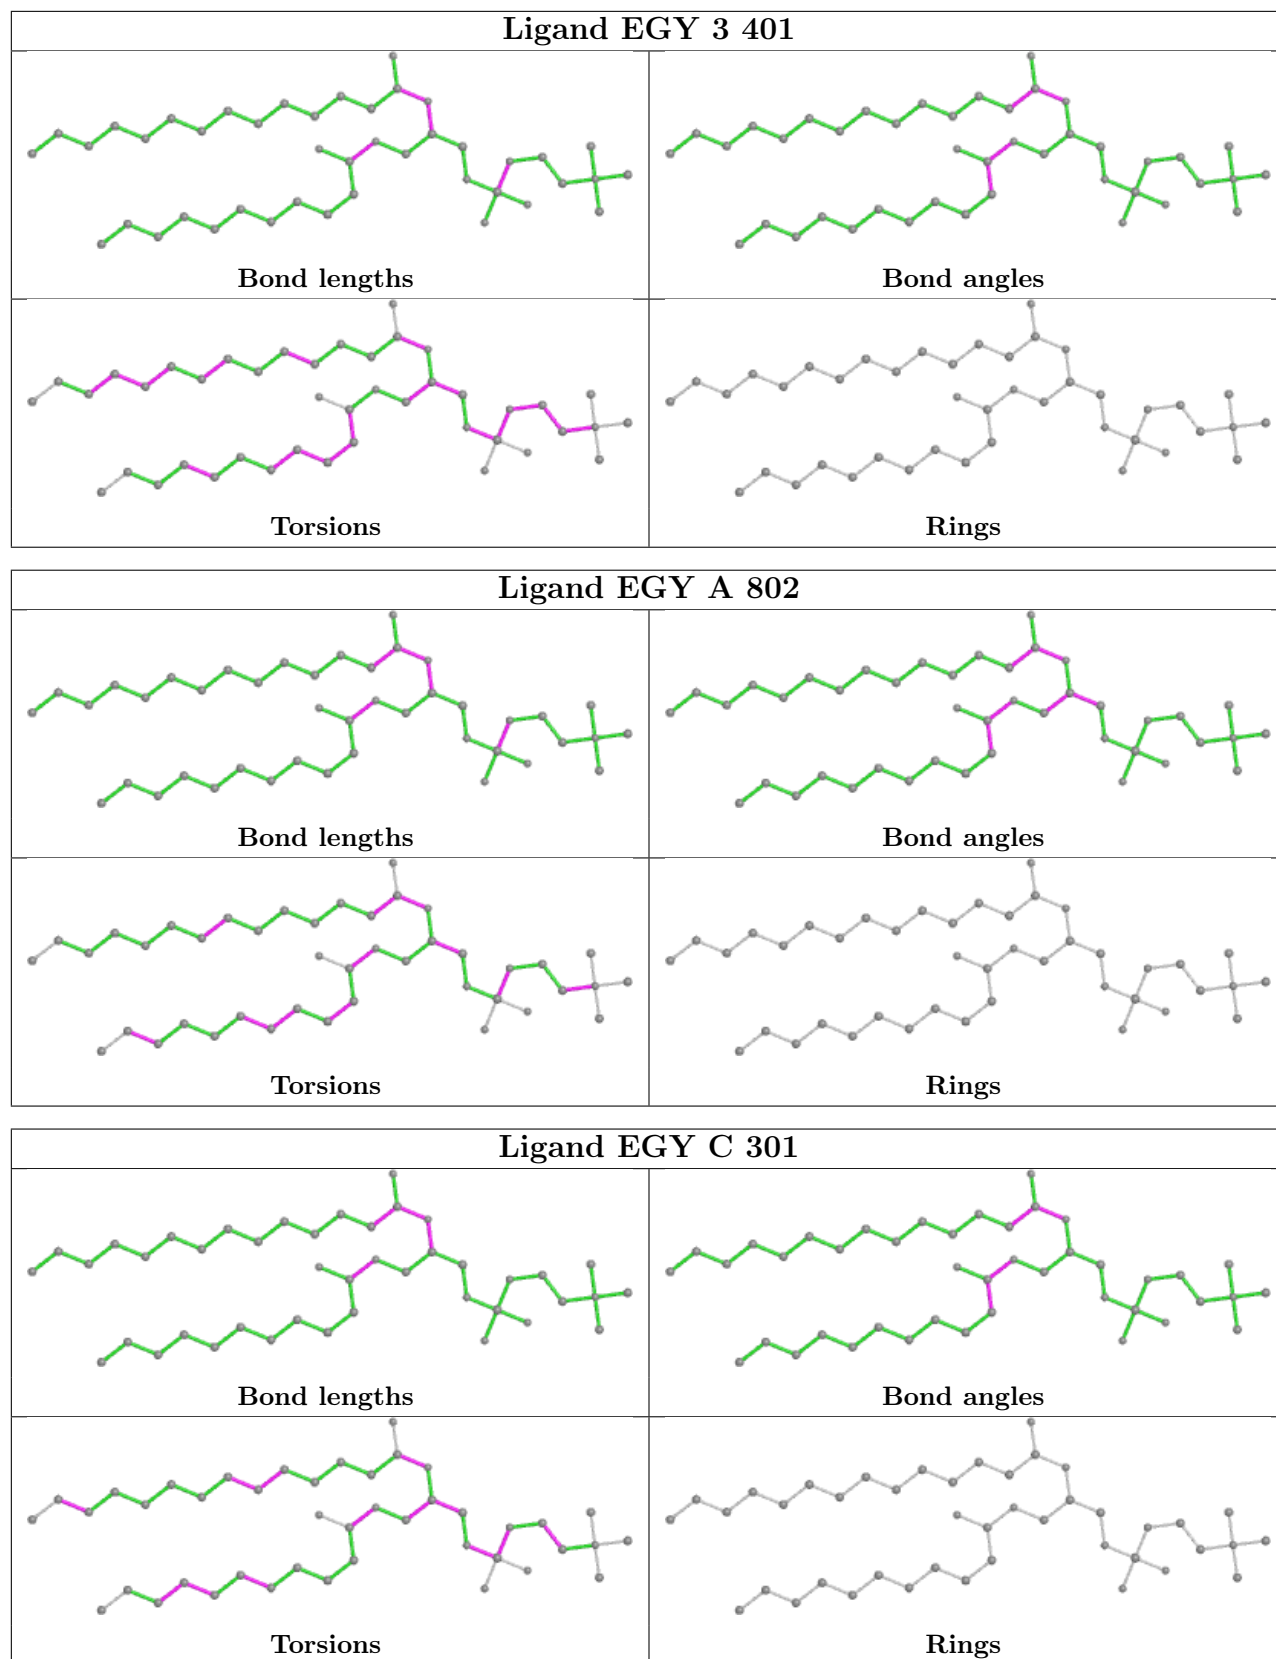 Ligand EGY 3 401
Bond lengths
Bond angles
Torsions
Rings
Ligand EGY A 802
Bond lengths
Bond angles
Torsions
Rings
Ligand EGY C 301
Bond lengths
Bond angles
Torsions
Rings